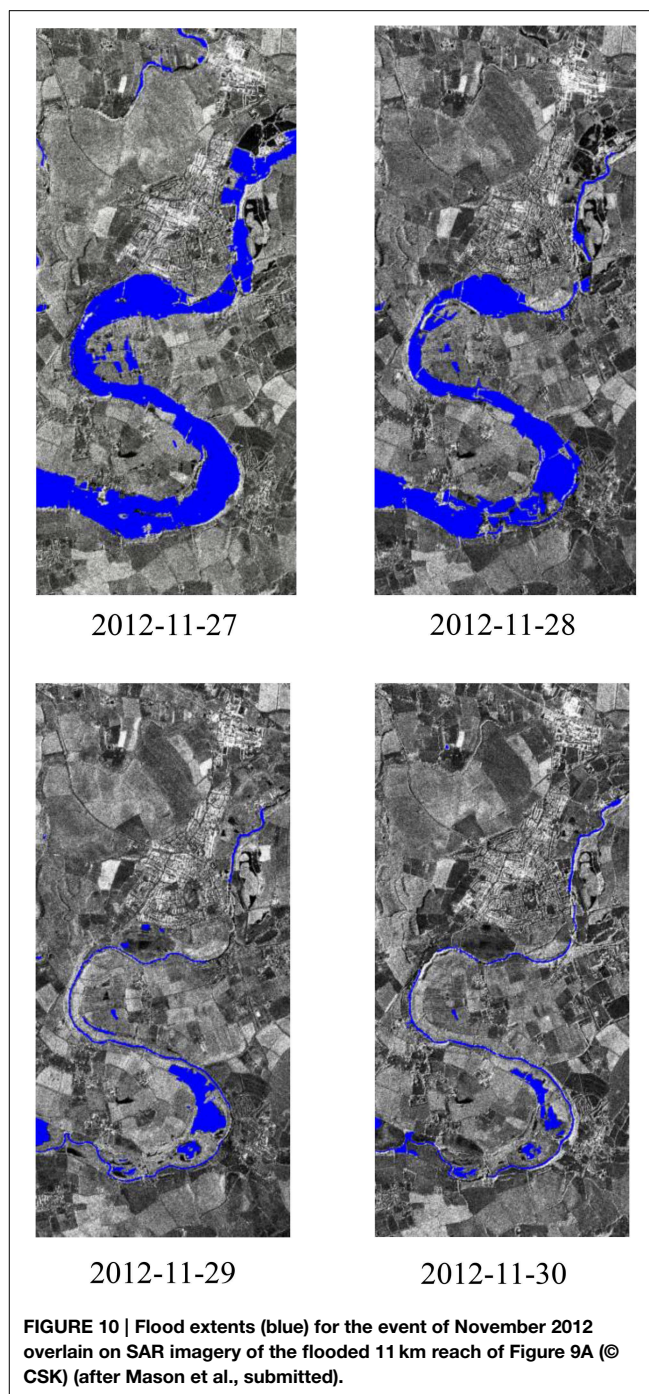 2012-11-27
2012-11-28
2012-11-29
2012-11-30
FIGURE 10 | Flood extents (blue) for the event of November 2012
overlain on SAR imagery of the flooded 11 km reach of Figure 9A (©
CSK) (after Mason et al., submitted).